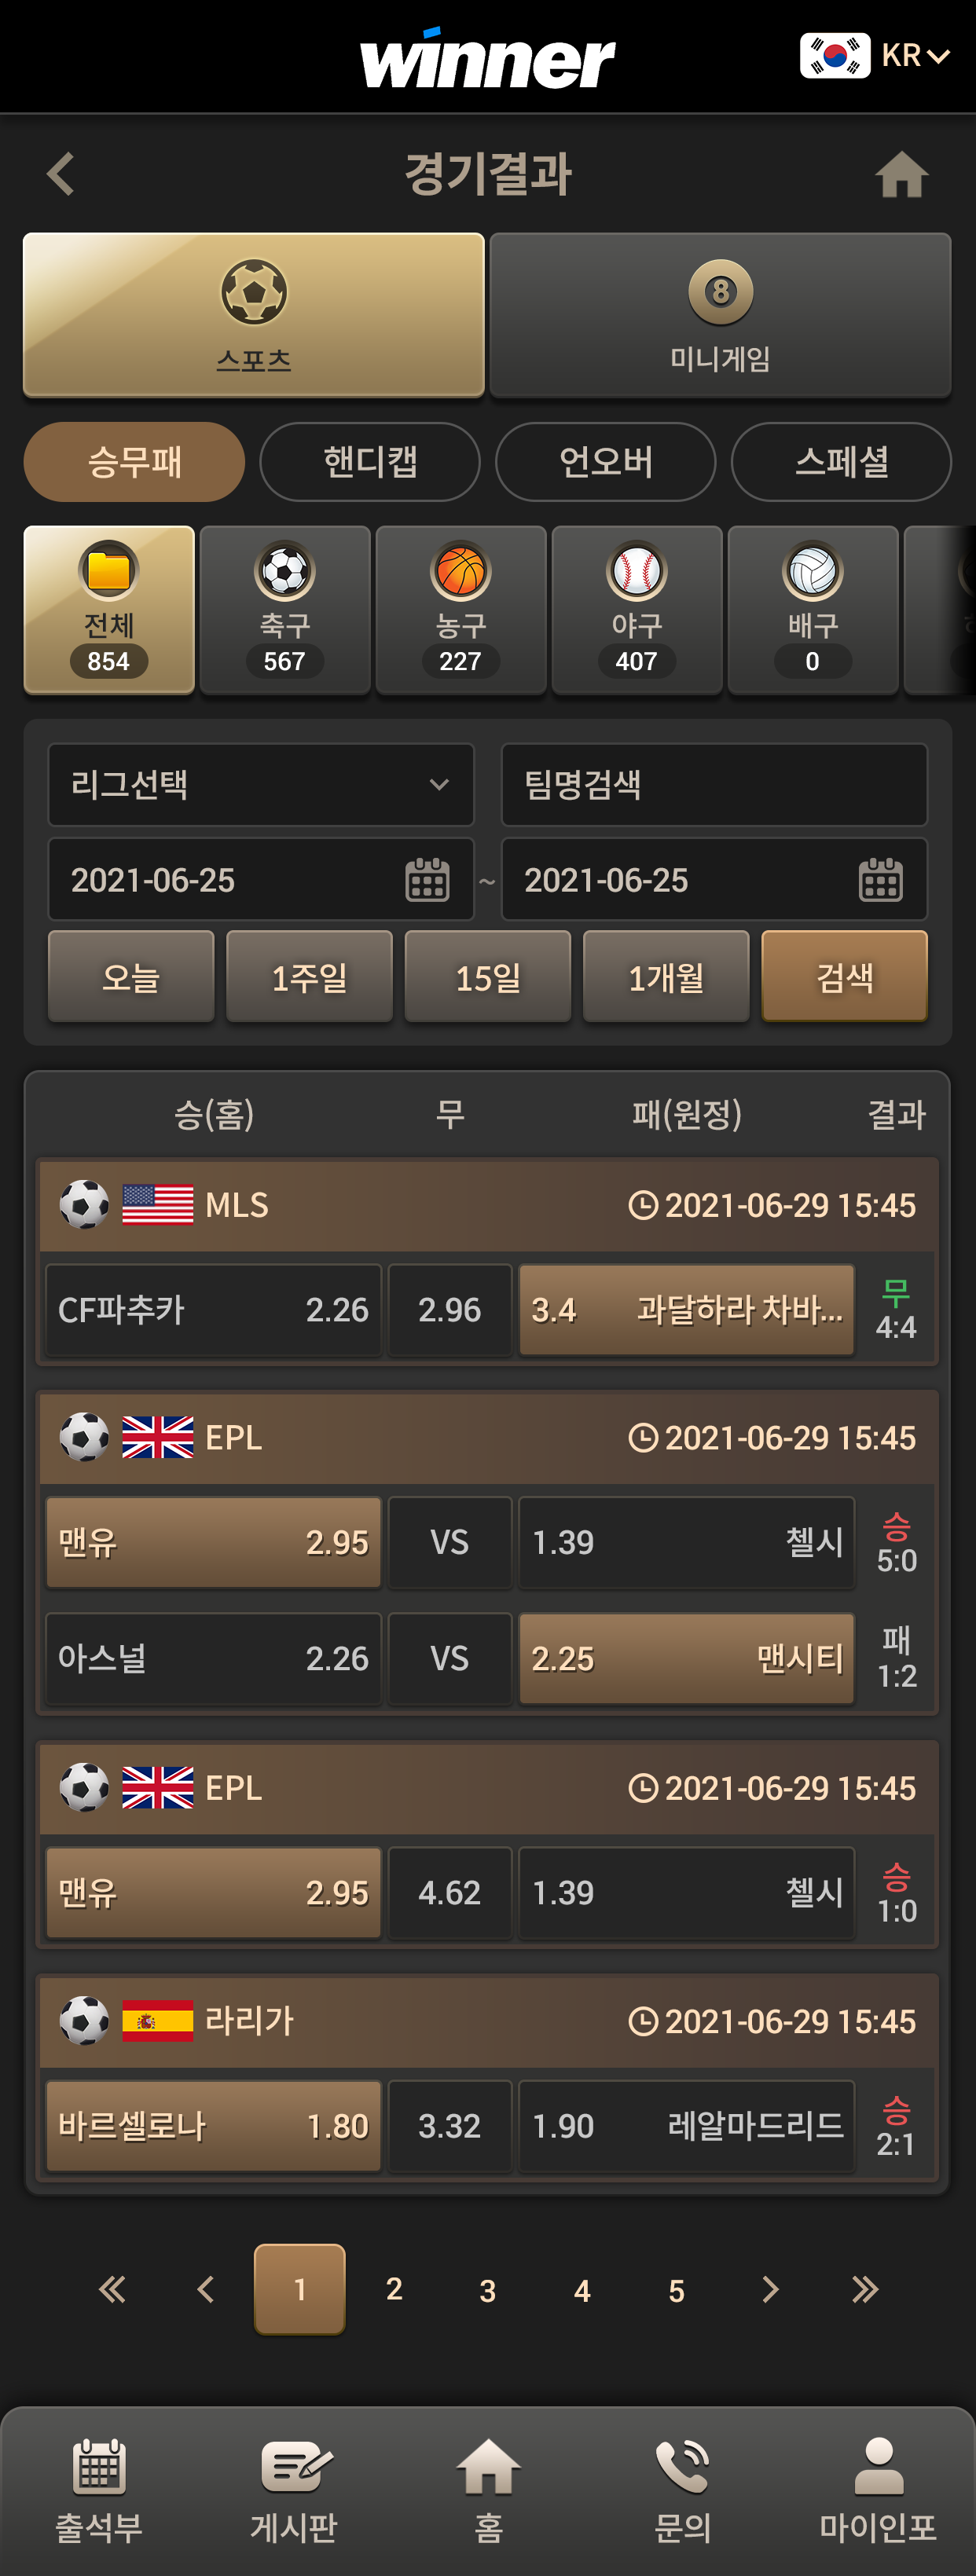 winner
KR
경기결과
스포츠
8
미니게임
승무패
핸디캡
언오버
스페셜
전체
854
축구
567
농구
227
야구
407
배구
0
리그선택
팀명검색
2021-06-25
~
2021-06-25
오늘
1주일
15일
1개월
검색
승(홈) 무 패(원정) 결과
MLS 2021-06-29 15:45
CF파추카 2.26 2.96 3.4 과달하라 차바... 무
4:4
EPL 2021-06-29 15:45
맨유 2.95 VS 1.39 첼시 승
5:0
아스널 2.26 VS 2.25 맨시티 패
1:2
EPL 2021-06-29 15:45
맨유 2.95 4.62 1.39 첼시 승
1:0
라리가 2021-06-29 15:45
바르셀로나 1.80 3.32 1.90 레알마드리드 승
2:1
1 2 3 4 5
출석부
게시판
홈
문의
마이인포